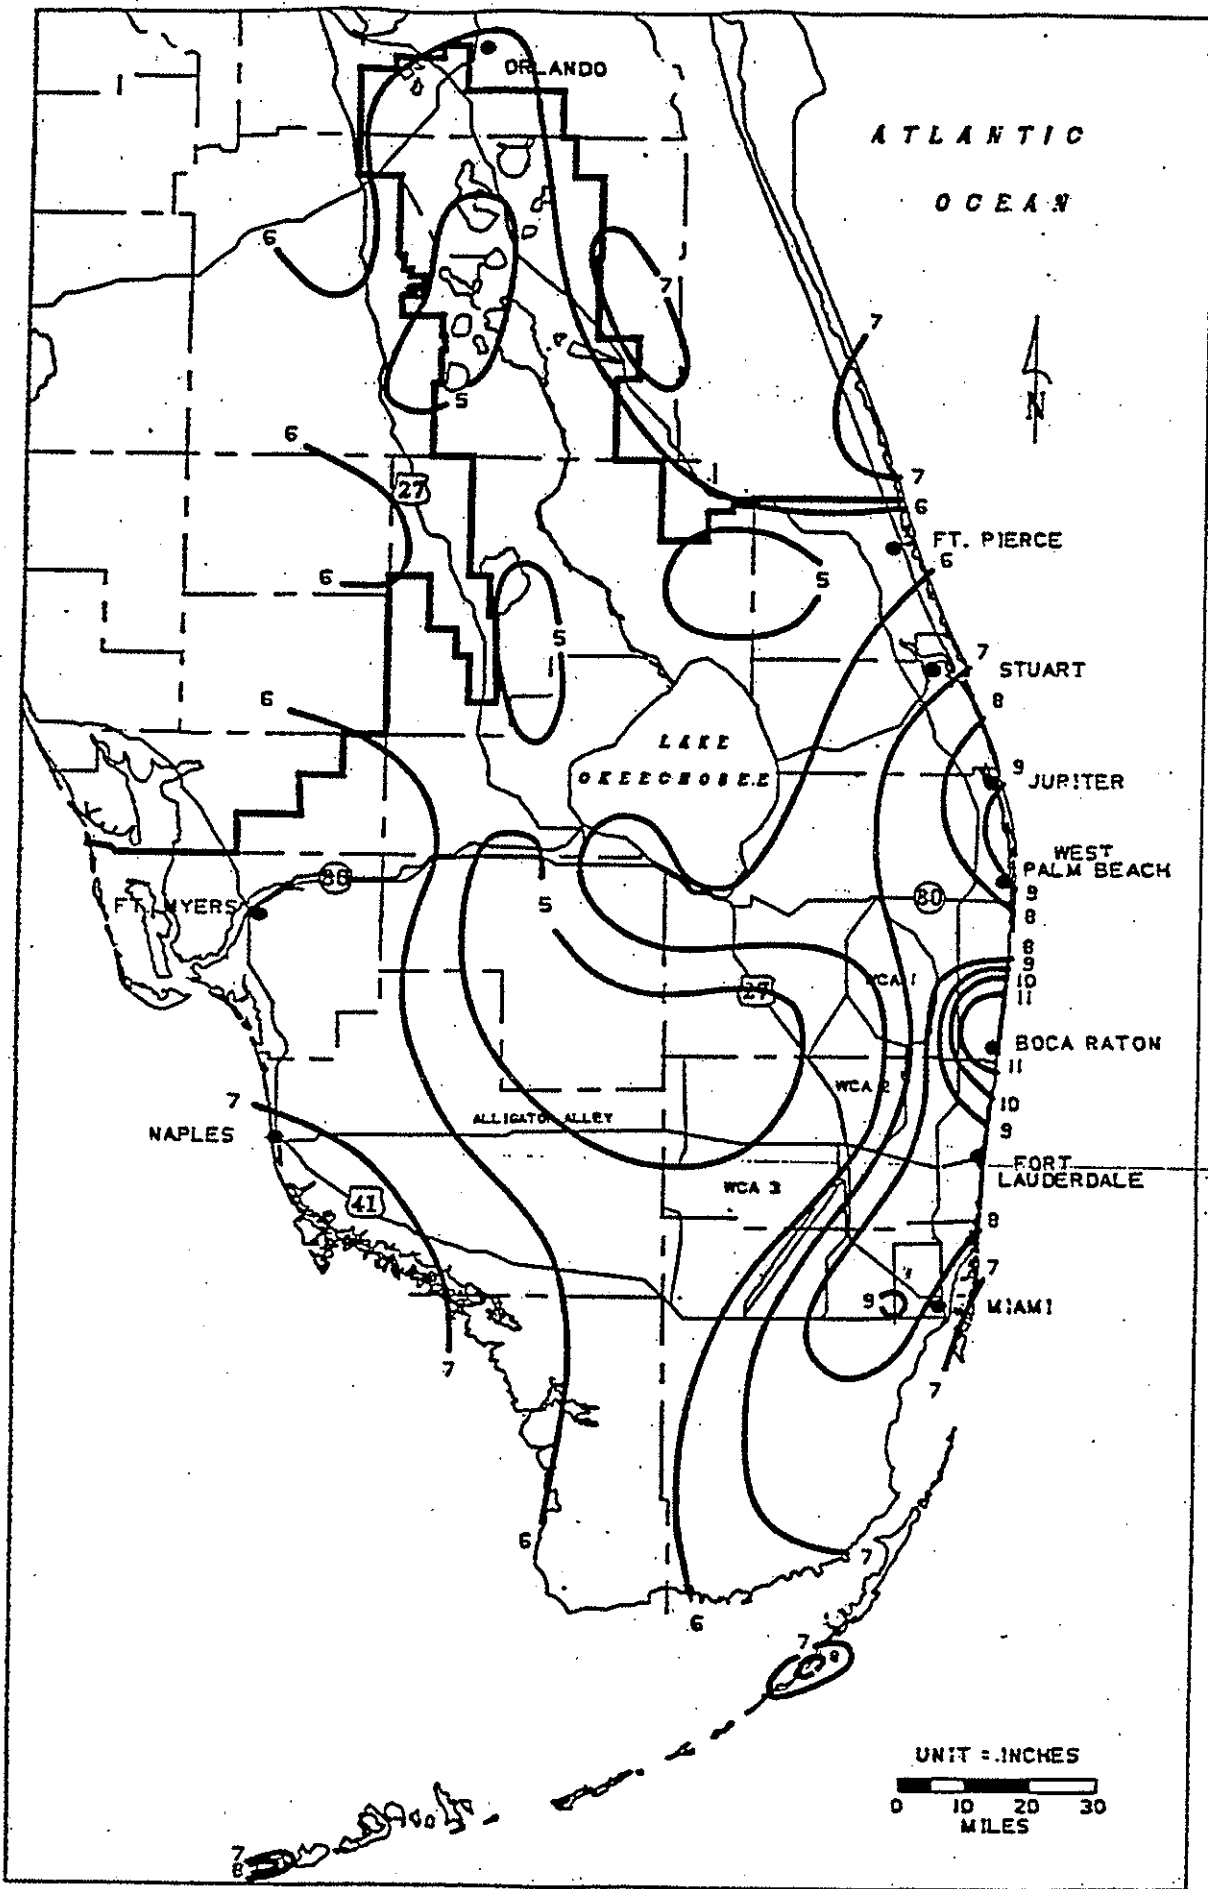 ORLANDO
ATLANTIC
OCEAN
6
7
7
5
N
6
27
7
6
FT. PIERCE
6
5
6
5
7
STUART
6
8
LAKE
OKEECHOBEE
9
JUPITER
WEST
PALM BEACH
80
80
9
5
FT. MYERS
8
8
9
27
WCA 1
10
11
BOCA RATON
11
WCA 2
7
10
ALLIGATOR ALLEY
NAPLES
9
FORT
LAUDERDALE
WCA 3
41
8
7
9
MIAMI
7
7
6
7
6
7
8
UNIT = INCHES
0 10 20 30
MILES
7
8